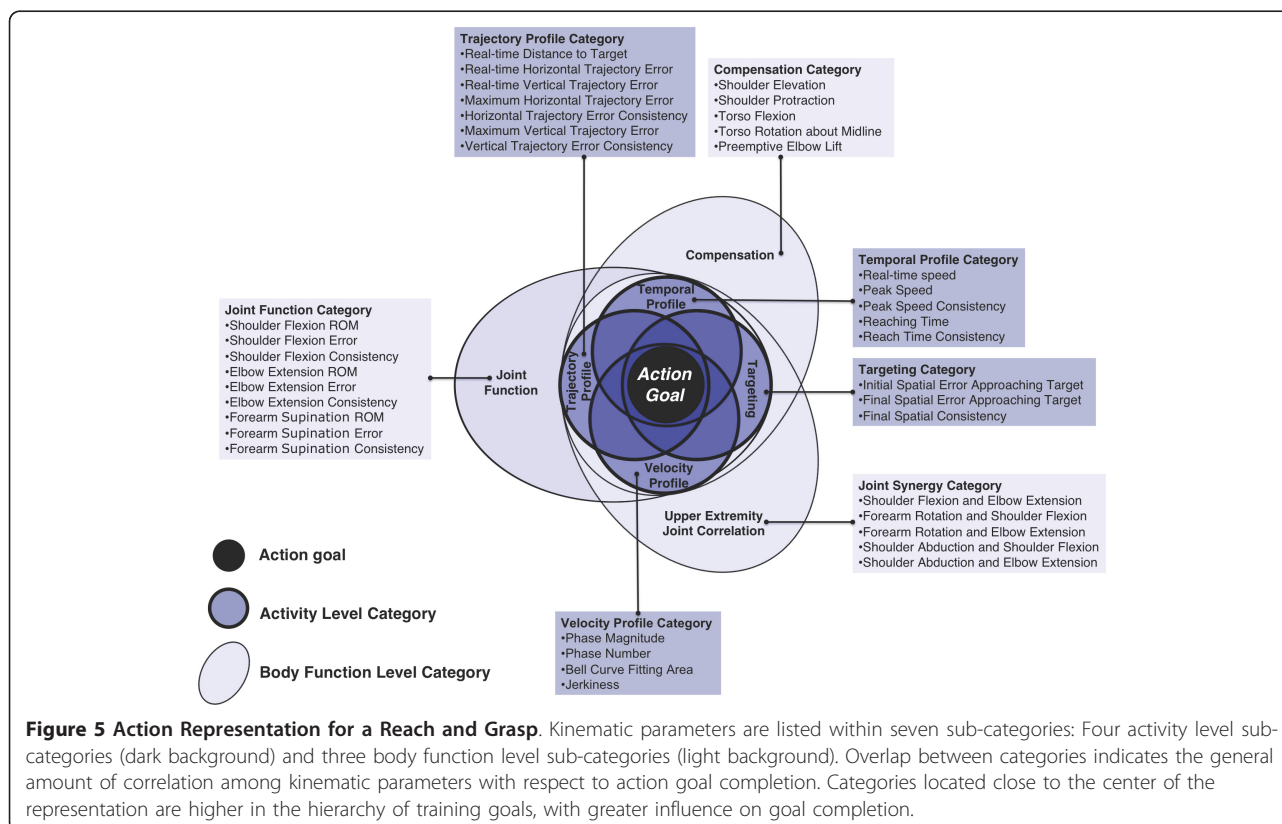 Trajectory Profile Category
•Real-time Distance to Target
•Real-time Horizontal Trajectory Error
•Real-time Vertical Trajectory Error
•Maximum Horizontal Trajectory Error
•Horizontal Trajectory Error Consistency
•Maximum Vertical Trajectory Error
•Vertical Trajectory Error Consistency
Compensation Category
•Shoulder Elevation
•Shoulder Protraction
•Torso Flexion
•Torso Rotation about Midline
•Preemptive Elbow Lift
Compensation
Temporal Profile Category
•Real-time speed
•Peak Speed
•Peak Speed Consistency
•Reaching Time
•Reach Time Consistency
Temporal
Profile
Joint Function Category
•Shoulder Flexion ROM
•Shoulder Flexion Error
•Shoulder Flexion Consistency
•Elbow Extension ROM
•Elbow Extension Error
•Elbow Extension Consistency
•Forearm Supination ROM
•Forearm Supination Error
•Forearm Supination Consistency
Joint
Function
Trajectory
Profile
Action
Goal
Targeting
Targeting Category
•Initial Spatial Error Approaching Target
•Final Spatial Error Approaching Target
•Final Spatial Consistency
Velocity
Profile
Upper Extremity
Joint Correlation
Joint Synergy Category
•Shoulder Flexion and Elbow Extension
•Forearm Rotation and Shoulder Flexion
•Forearm Rotation and Elbow Extension
•Shoulder Abduction and Shoulder Flexion
•Shoulder Abduction and Elbow Extension
Action goal
Activity Level Category
Body Function Level Category
Velocity Profile Category
•Phase Magnitude
•Phase Number
•Bell Curve Fitting Area
•Jerkiness
Figure 5 Action Representation for a Reach and Grasp. Kinematic parameters are listed within seven sub-categories: Four activity level sub-
categories (dark background) and three body function level sub-categories (light background). Overlap between categories indicates the general
amount of correlation among kinematic parameters with respect to action goal completion. Categories located close to the center of the
representation are higher in the hierarchy of training goals, with greater influence on goal completion.